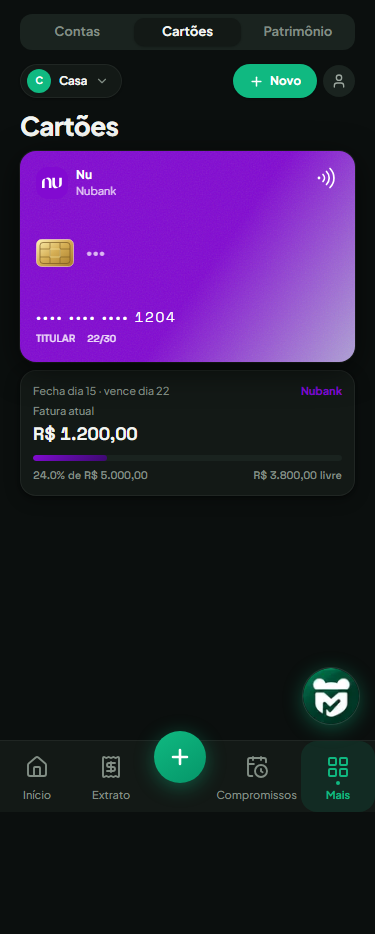 Contas Cartões Patrimônio
C Casa + Novo
Cartões
nu Nu
Nubank
•••
•••• •••• •••• 1204
TITULAR 22/30
Fecha dia 15 · vence dia 22 Nubank
Fatura atual
R$ 1.200,00
24.0% de R$ 5.000,00 R$ 3.800,00 livre
Início Extrato Compromissos Mais